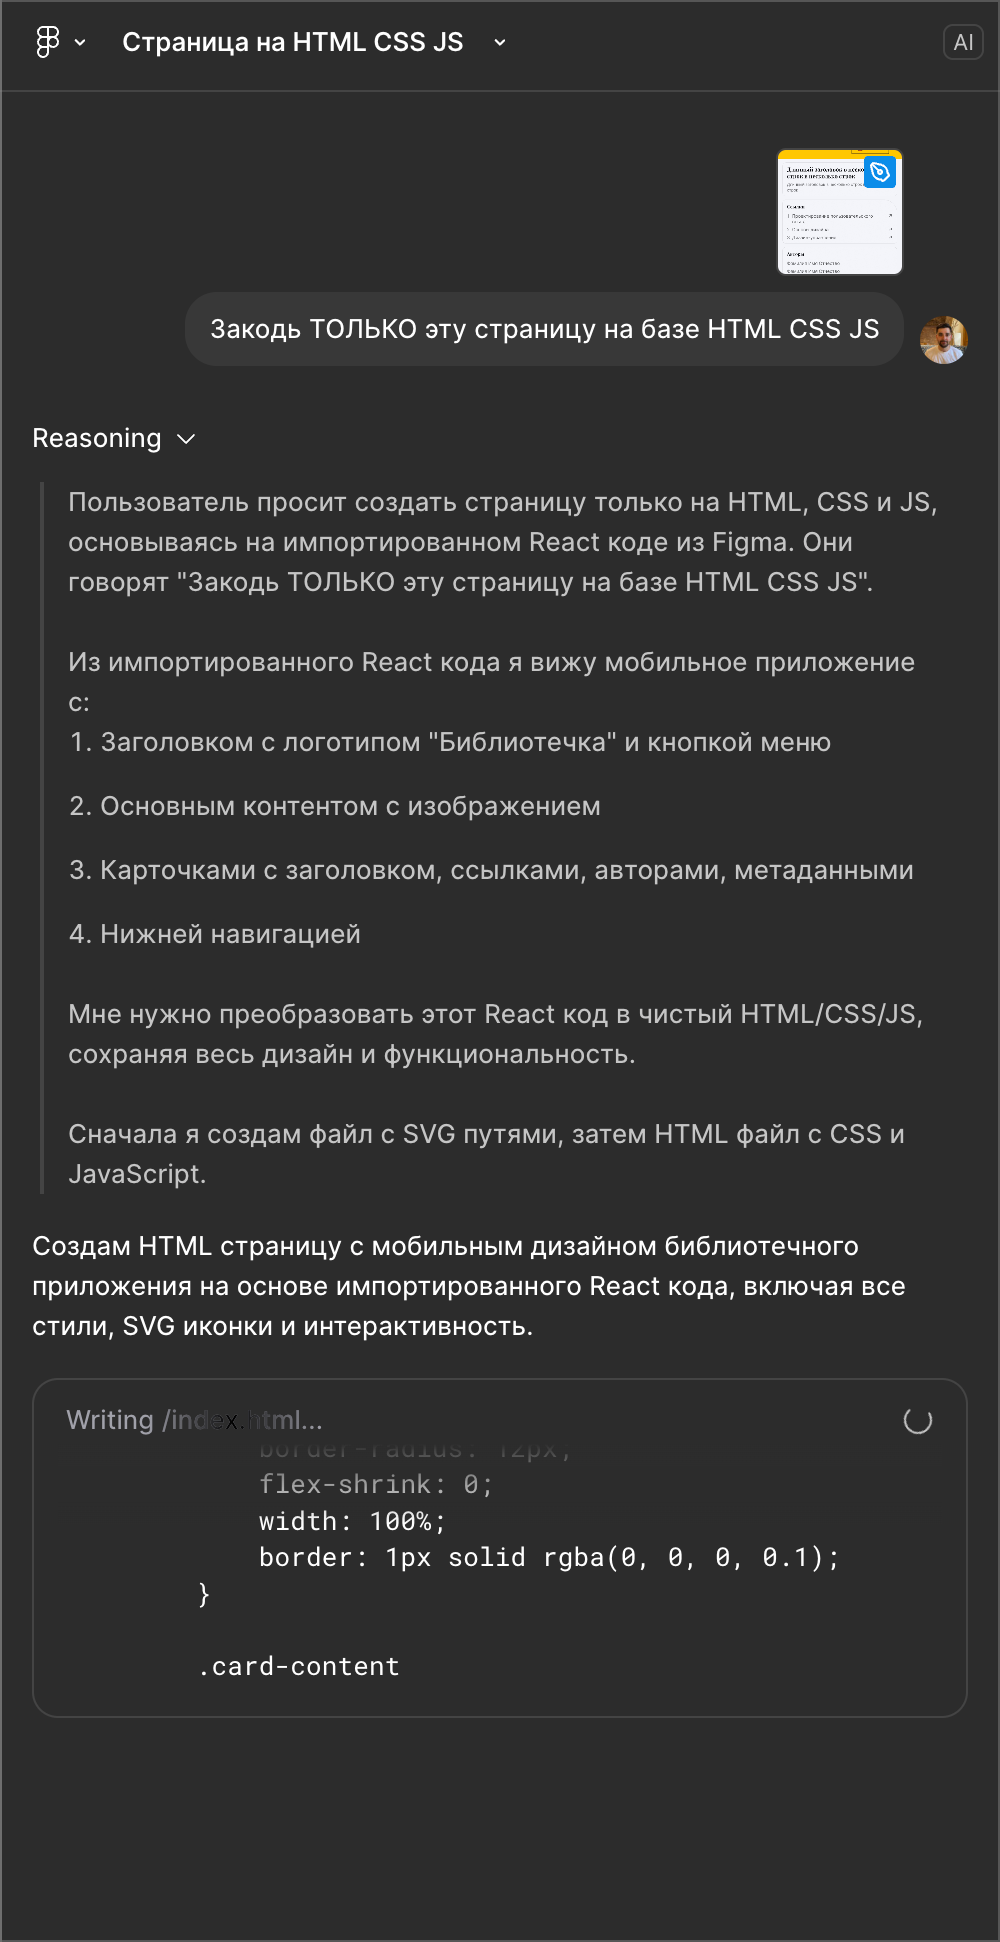 Страница на HTML CSS JS
AI
Ссылки
Авторы
Закодь ТОЛЬКО эту страницу на базе HTML CSS JS
Reasoning
Пользователь просит создать страницу только на HTML, CSS и JS,
основываясь на импортированном React коде из Figma. Они
говорят "Закодь ТОЛЬКО эту страницу на базе HTML CSS JS".
Из импортированного React кода я вижу мобильное приложение
с:
1. Заголовком с логотипом "Библиотечка" и кнопкой меню
2. Основным контентом с изображением
3. Карточками с заголовком, ссылками, авторами, метаданными
4. Нижней навигацией
Мне нужно преобразовать этот React код в чистый HTML/CSS/JS,
сохраняя весь дизайн и функциональность.
Сначала я создам файл с SVG путями, затем HTML файл с CSS и
JavaScript.
Создам HTML страницу с мобильным дизайном библиотечного
приложения на основе импортированного React кода, включая все
стили, SVG иконки и интерактивность.
Writing /index.html...
border-radius: 12px;
flex-shrink: 0;
width: 100%;
border: 1px solid rgba(0, 0, 0, 0.1);
}
.card-content